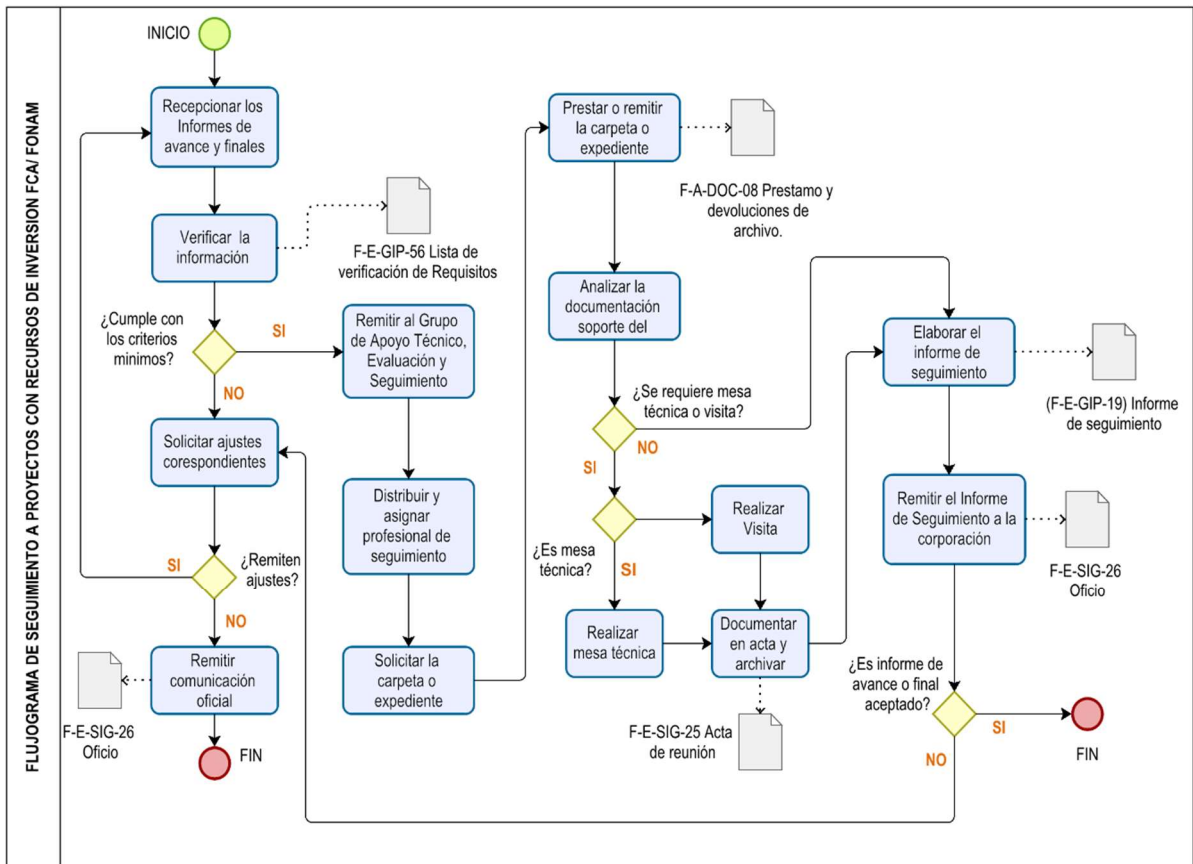 FLUJOGRAMA DE SEGUIMIENTO A PROYECTOS CON RECURSOS DE INVERSION FCA/ FONAM
INICIO
Recepcionar los
Informes de
avance y finales
Verificar la
información
F-E-GIP-56 Lista de
verificación de Requisitos
¿Cumple con
los criterios
minimos?
SI
NO
Solicitar ajustes
corespondientes
¿Remiten
ajustes?
SI
NO
Remitir
comunicación
oficial
F-E-SIG-26
Oficio
FIN
Remitir al Grupo
de Apoyo Técnico,
Evaluación y
Seguimiento
Distribuir y
asignar
profesional de
seguimiento
Solicitar la
carpeta o
expediente
Prestar o remitir
la carpeta o
expediente
F-A-DOC-08 Prestamo y
devoluciones de
archivo.
Analizar la
documentación
soporte del
¿Se requiere mesa
técnica o visita?
NO
SI
¿Es mesa
técnica?
SI
Realizar
Visita
Realizar
mesa técnica
Documentar
en acta y
archivar
F-E-SIG-25 Acta
de reunión
Elaborar el
informe de
seguimiento
(F-E-GIP-19) Informe
de seguimiento
Remitir el Informe
de Seguimiento a la
corporación
F-E-SIG-26
Oficio
¿Es informe de
avance o final
aceptado?
SI
NO
FIN